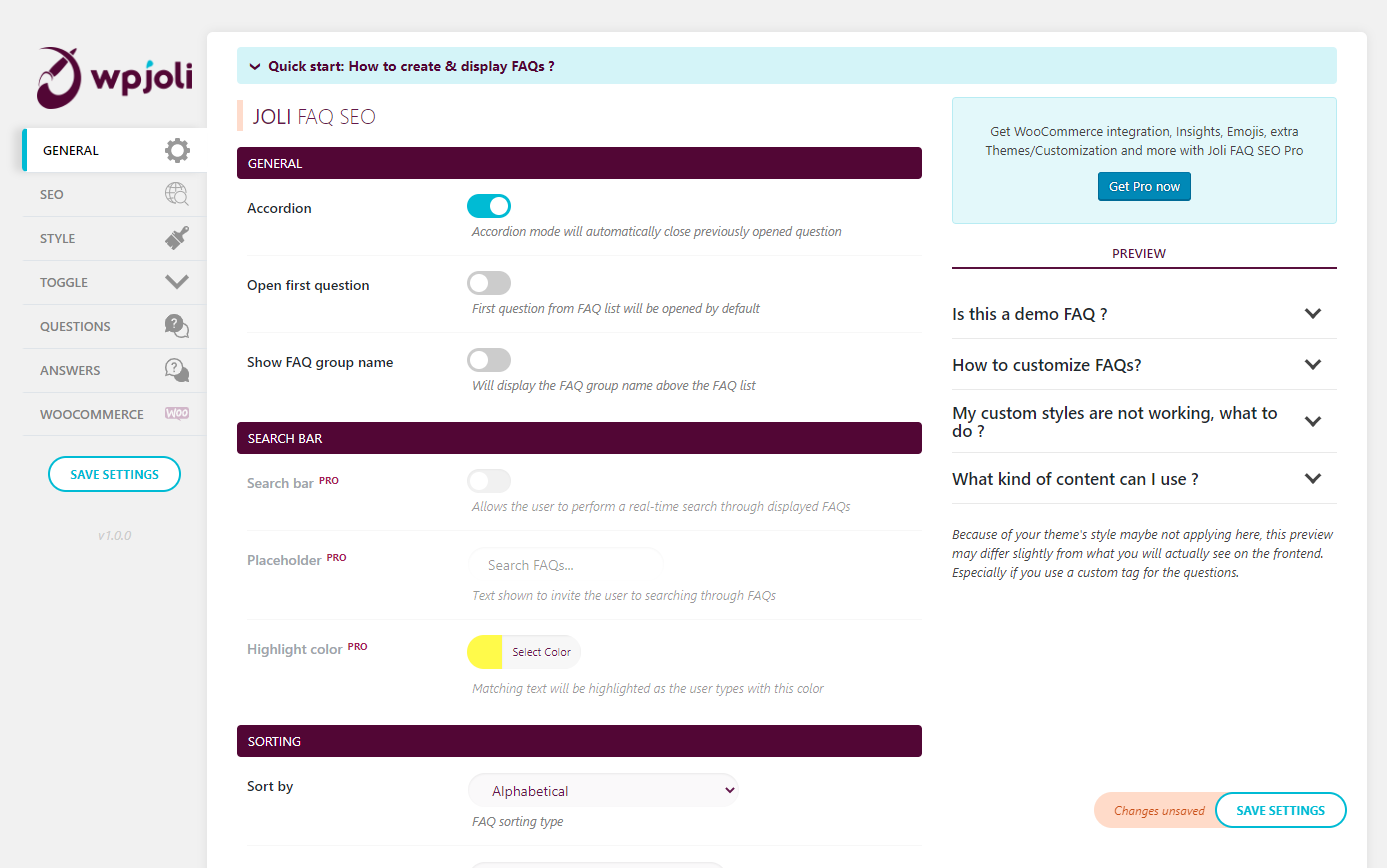 wpjoli
GENERAL
SEO
STYLE
TOGGLE
QUESTIONS
ANSWERS
WOOCOMMERCE
WOO
SAVE SETTINGS
v1.0.0
Quick start: How to create & display FAQs ?
JOLI FAQ SEO
GENERAL
Accordion
Accordion mode will automatically close previously opened question
Open first question
First question from FAQ list will be opened by default
Show FAQ group name
Will display the FAQ group name above the FAQ list
SEARCH BAR
Search bar PRO
Allows the user to perform a real-time search through displayed FAQs
Placeholder PRO
Search FAQs...
Text shown to invite the user to searching through FAQs
Highlight color PRO
Select Color
Matching text will be highlighted as the user types with this color
SORTING
Sort by
Alphabetical
FAQ sorting type
Get WooCommerce integration, Insights, Emojis, extra
Themes/Customization and more with Joli FAQ SEO Pro
Get Pro now
PREVIEW
Is this a demo FAQ ?
How to customize FAQs?
My custom styles are not working, what to
do ?
What kind of content can I use ?
Because of your theme's style maybe not applying here, this preview
may differ slightly from what you will actually see on the frontend.
Especially if you use a custom tag for the questions.
Changes unsaved
SAVE SETTINGS